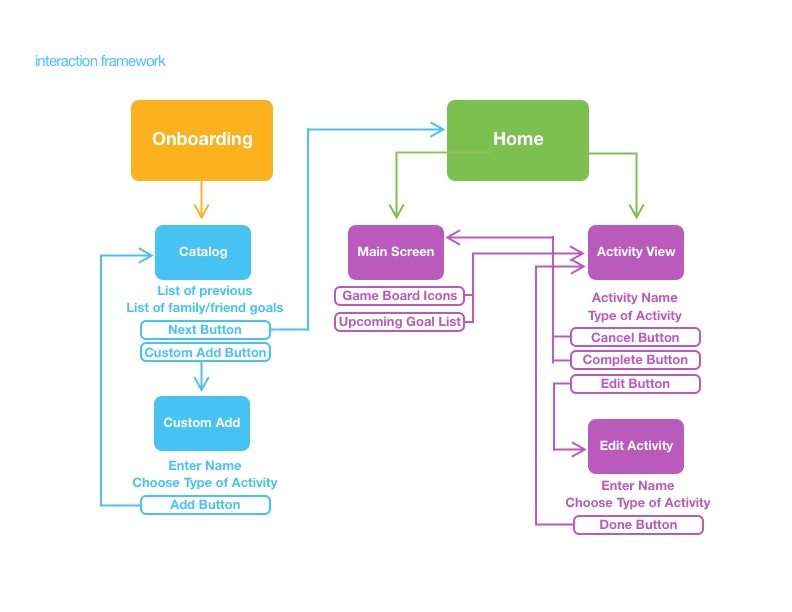 interaction framework
Onboarding
Home
Catalog
List of previous
List of family/friend goals
Next Button
Custom Add Button
Custom Add
Enter Name
Choose Type of Activity
Add Button
Main Screen
Game Board Icons
Upcoming Goal List
Activity View
Activity Name
Type of Activity
Cancel Button
Complete Button
Edit Button
Edit Activity
Enter Name
Choose Type of Activity
Done Button